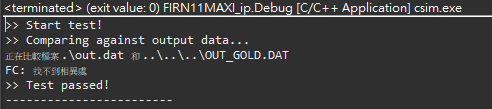 <terminated> (exit value: 0) FIRN11MAXI_ip.Debug [C/C++ Application] csim.exe
>> Start test!
>> Comparing against output data...
正在比較檔案 .\out.dat 和 ..\..\..\OUT_GOLD.DAT
FC: 找不到相異處
>> Test passed!
------------------------